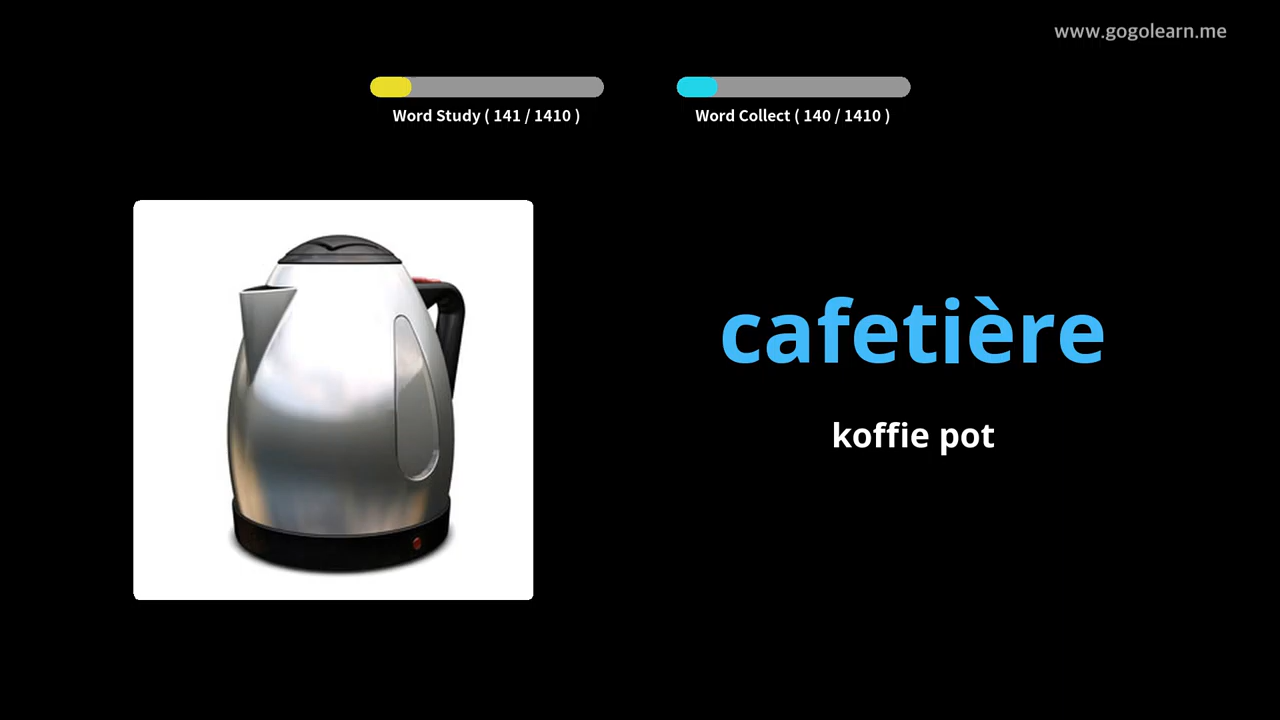 www.gogolearn.me
Word Study ( 141 / 1410 )
Word Collect ( 140 / 1410 )
cafetière
koffie pot